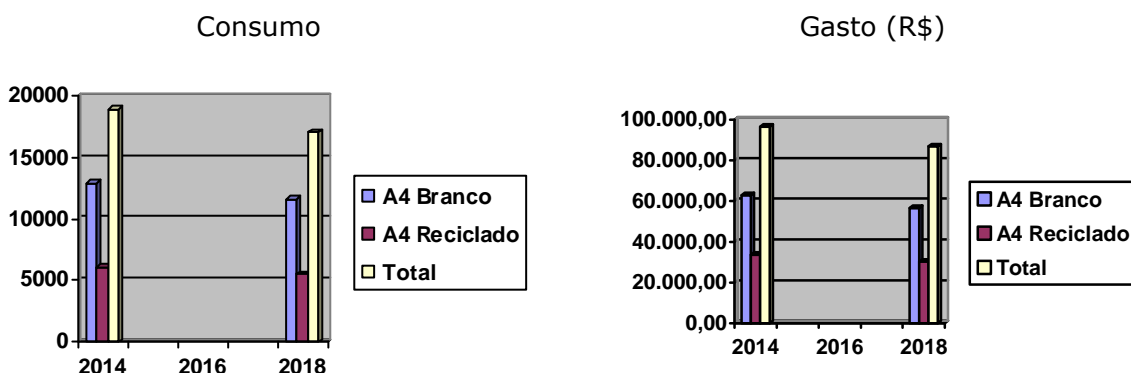 Consumo
20000
15000
10000
5000
0
2014 2016 2018
A4 Branco
A4 Reciclado
Total
Gasto (R$)
100.000,00
80.000,00
60.000,00
40.000,00
20.000,00
0,00
2014 2016 2018
A4 Branco
A4 Reciclado
Total